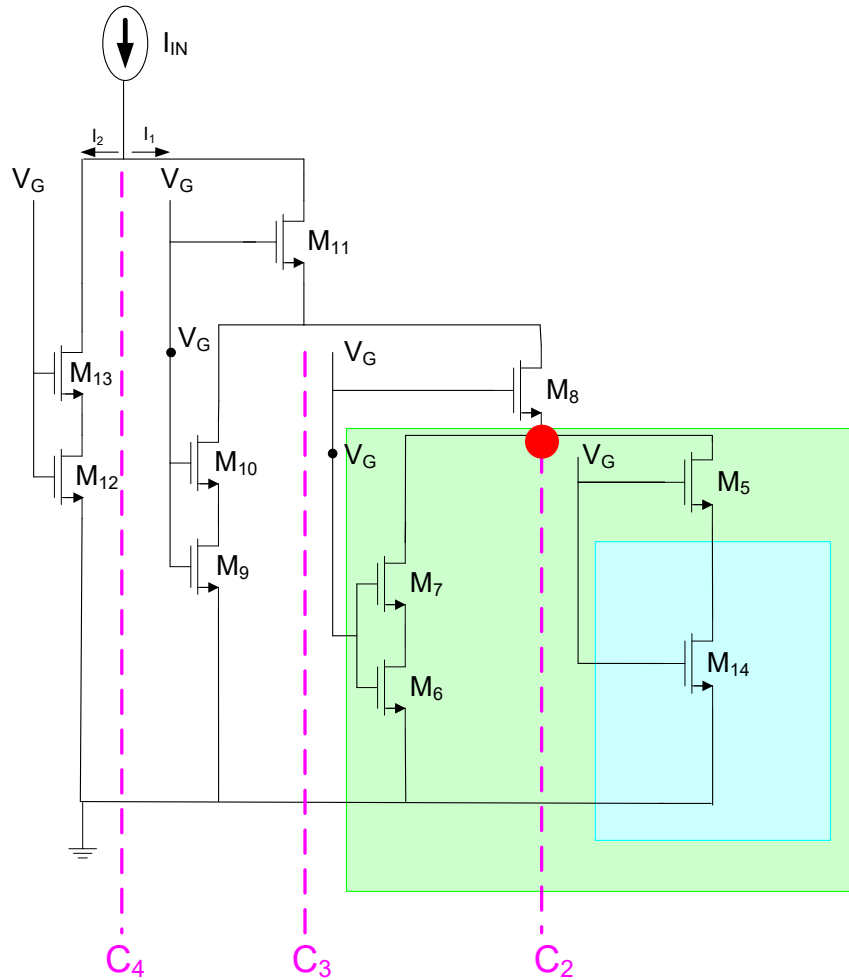 I_IN
I_2 I_1
V_G V_G
M_11
V_G V_G
M_13 M_8
V_G V_G
M_10 M_5
M_12
M_9 M_7
M_14
M_6
C_4 C_3 C_2